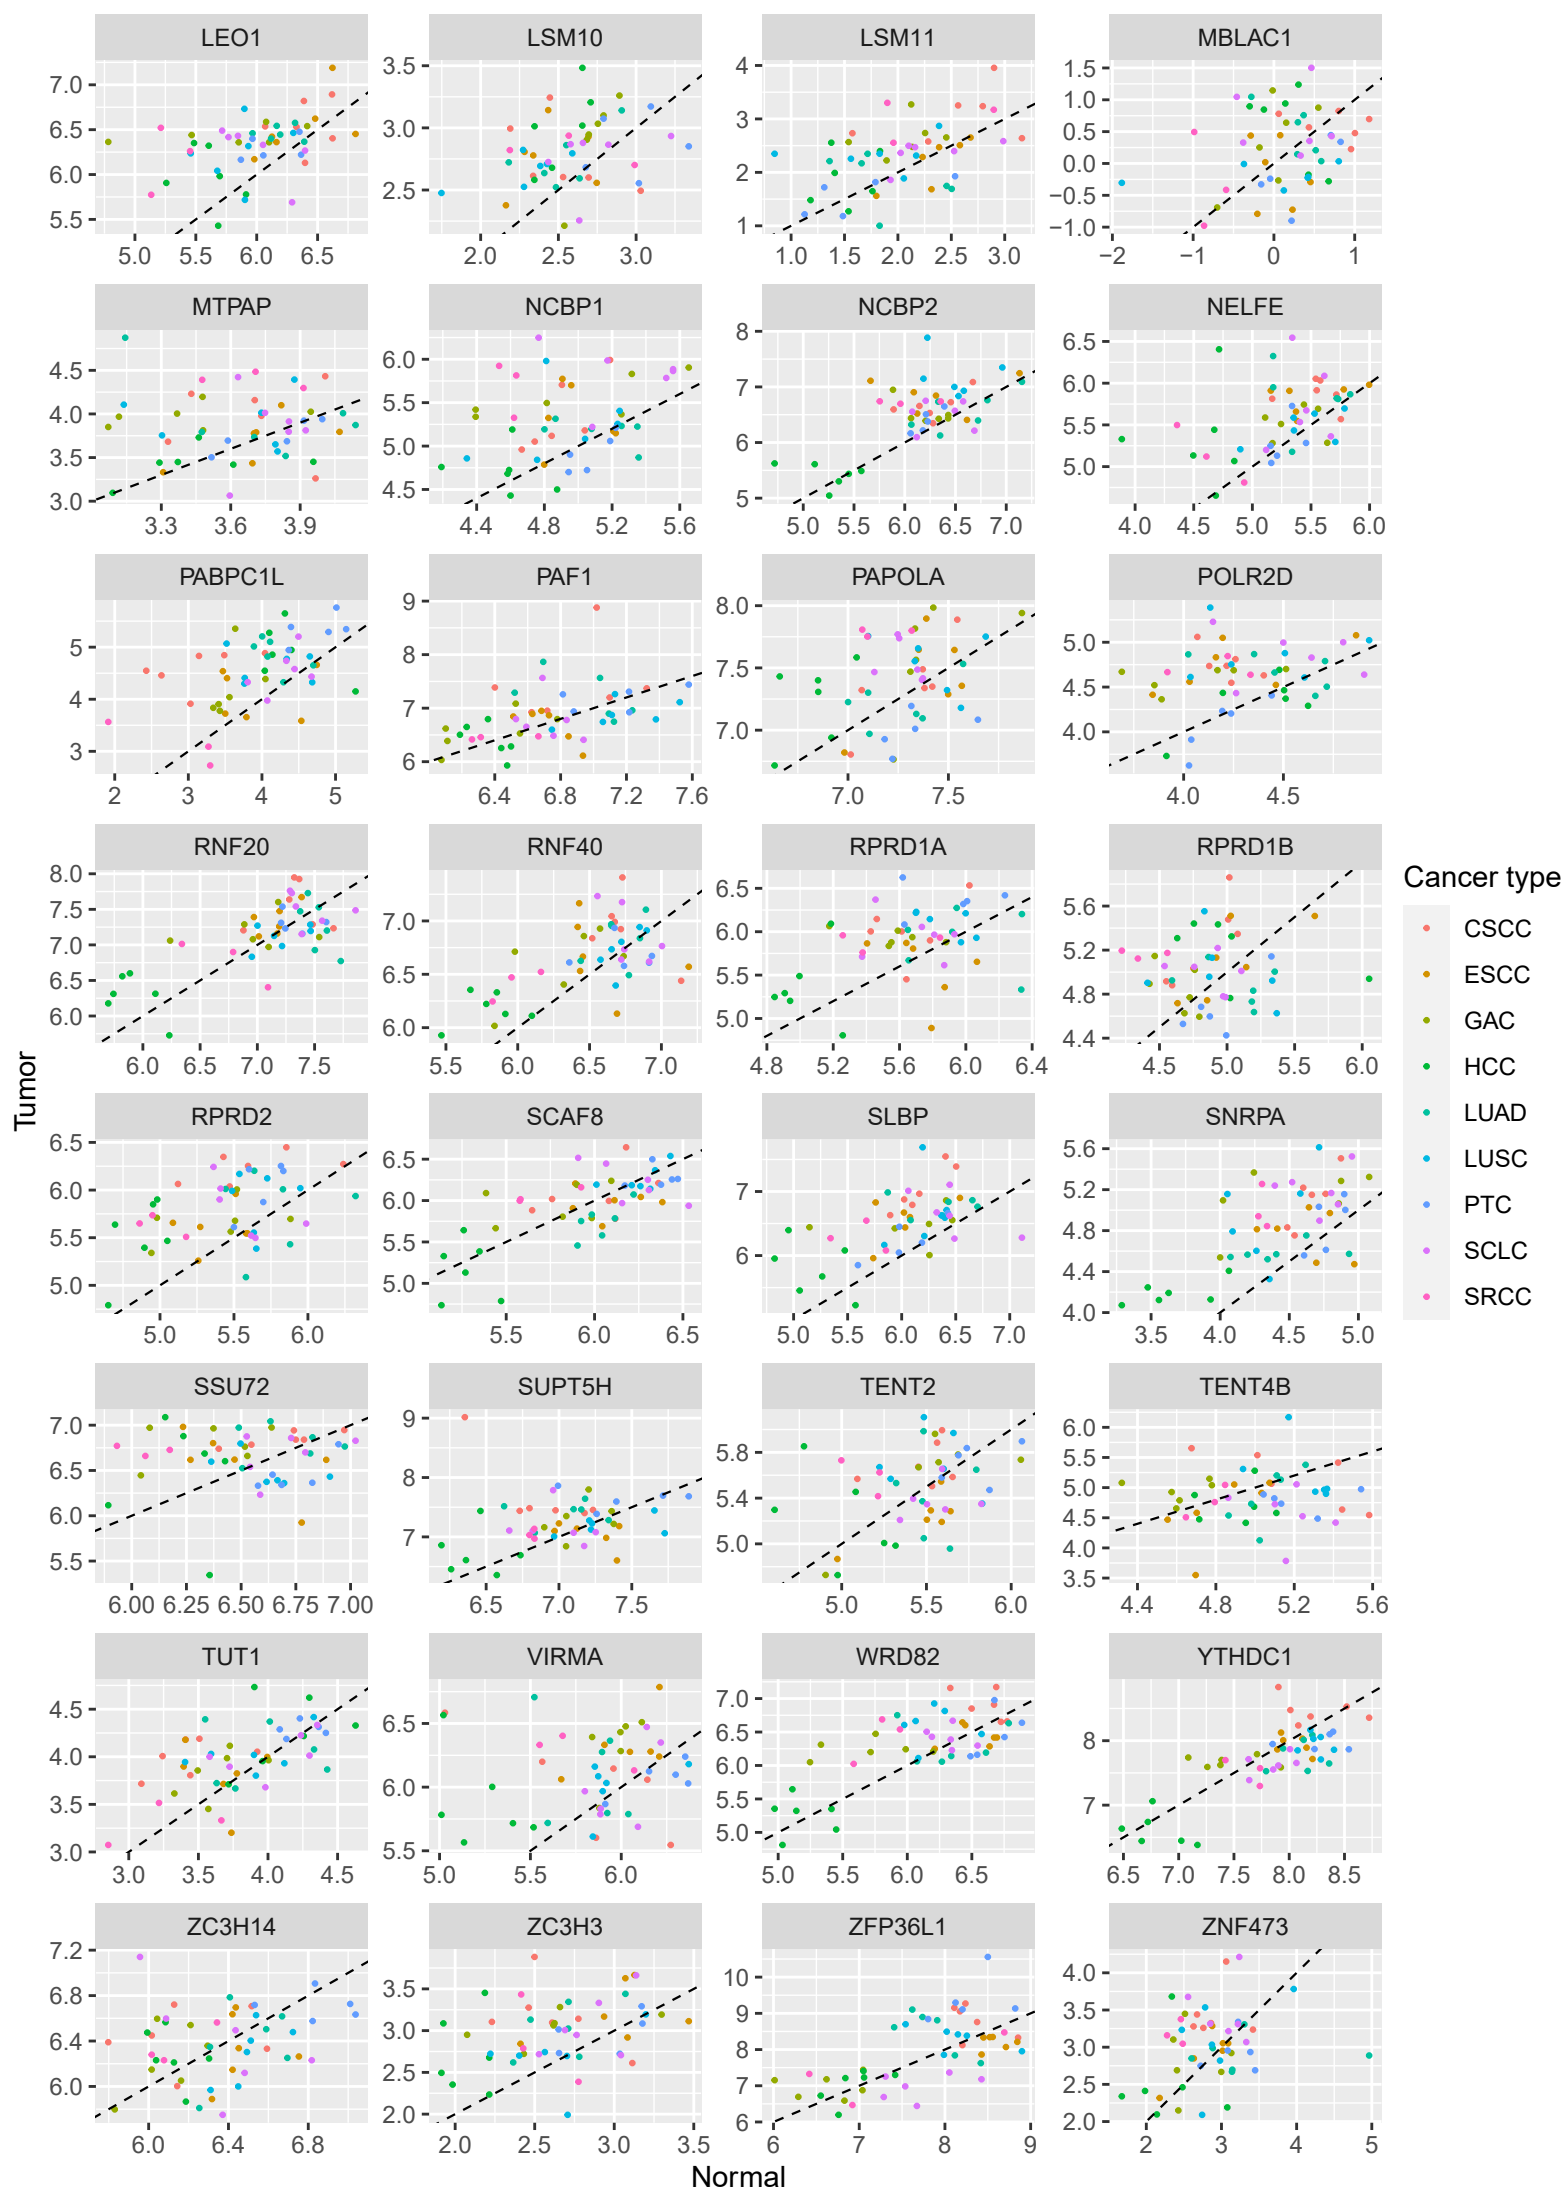 LEO1 LSM10 LSM11 MBLAC1
7.0 6.5 6.0 5.5 3.5 3.0 2.5 4 3 2 1 1.5 1.0 0.5 0.0 −0.5 −1.0
5.0 5.5 6.0 6.5 2.0 2.5 3.0 1.0 1.5 2.0 2.5 3.0 −2 −1 0 1
MTPAP NCBP1 NCBP2 NELFE
4.5 4.0 3.5 3.0 6.0 5.5 5.0 4.5 8 7 6 5 6.5 6.0 5.5 5.0
3.3 3.6 3.9 4.4 4.8 5.2 5.6 5.0 5.5 6.0 6.5 7.0 4.0 4.5 5.0 5.5 6.0
PABPC1L PAF1 PAPOLA POLR2D
5 4 3 9 8 7 6 8.0 7.5 7.0 5.0 4.5 4.0
2 3 4 5 6.4 6.8 7.2 7.6 7.0 7.5 4.0 4.5
RNF20 RNF40 RPRD1A RPRD1B
8.0 7.5 7.0 6.5 6.0 7.0 6.5 6.0 6.5 6.0 5.5 5.0 5.6 5.2 4.8 4.4
6.0 6.5 7.0 7.5 5.5 6.0 6.5 7.0 4.8 5.2 5.6 6.0 6.4 4.5 5.0 5.5 6.0
RPRD2 SCAF8 SLBP SNRPA
6.5 6.0 5.5 5.0 6.5 6.0 5.5 5.0 7 6 5.6 5.2 4.8 4.4 4.0
5.0 5.5 6.0 5.5 6.0 6.5 5.0 5.5 6.0 6.5 7.0 3.5 4.0 4.5 5.0
SSU72 SUPT5H TENT2 TENT4B
7.0 6.5 6.0 5.5 9 8 7 5.8 5.4 5.0 6.0 5.5 5.0 4.5 4.0 3.5
6.00 6.25 6.50 6.75 7.00 6.5 7.0 7.5 5.0 5.5 6.0 4.4 4.8 5.2 5.6
TUT1 VIRMA WRD82 YTHDC1
4.5 4.0 3.5 3.0 6.5 6.0 5.5 7.0 6.5 6.0 5.5 5.0 8 7
3.0 3.5 4.0 4.5 5.0 5.5 6.0 5.0 5.5 6.0 6.5 6.5 7.0 7.5 8.0 8.5
ZC3H14 ZC3H3 ZFP36L1 ZNF473
7.2 6.8 6.4 6.0 3.5 3.0 2.5 2.0 10 9 8 7 6 4.0 3.5 3.0 2.5 2.0
6.0 6.4 6.8 2.0 2.5 3.0 3.5 6 7 8 9 2 3 4 5
Normal
Tumor
Cancer type
CSCC
ESCC
GAC
HCC
LUAD
LUSC
PTC
SCLC
SRCC